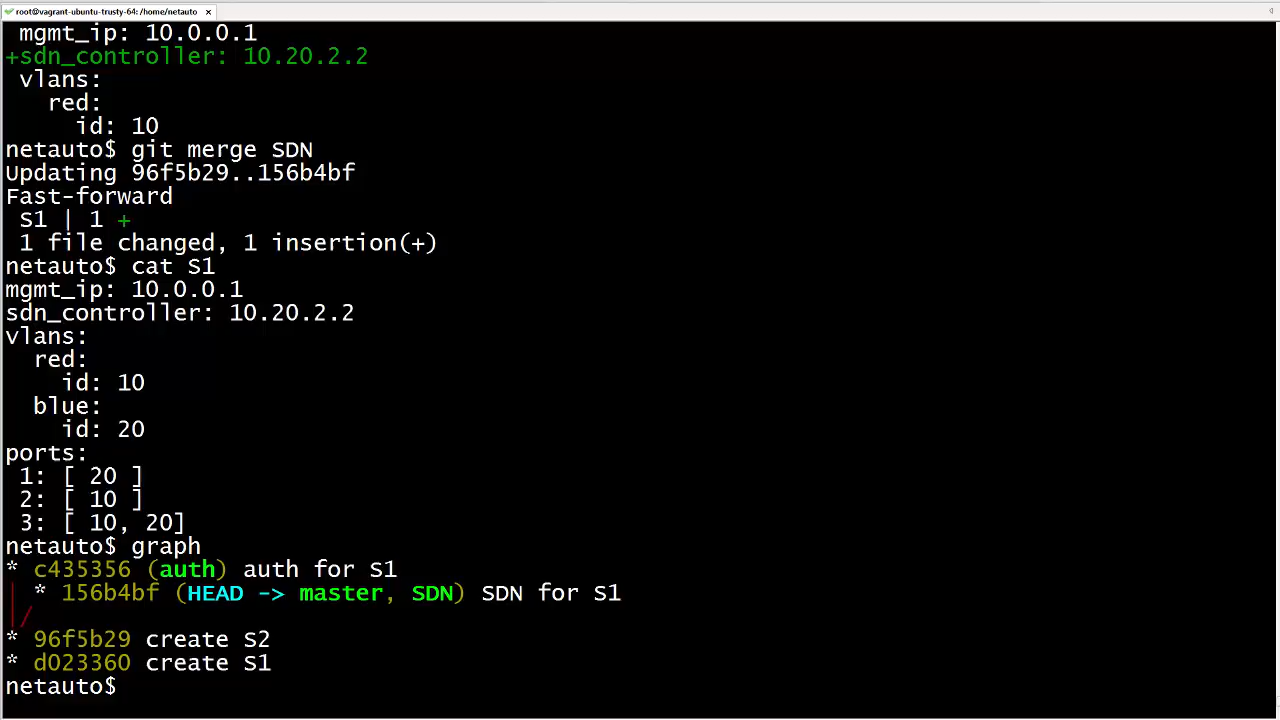 root@vagrant-ubuntu-trusty-64: /home/netauto ×
mgmt_ip: 10.0.0.1
+sdn_controller: 10.20.2.2
vlans:
red:
id: 10
netauto$ git merge SDN
Updating 96f5b29..156b4bf
Fast-forward
S1 | 1 +
1 file changed, 1 insertion(+)
netauto$ cat S1
mgmt_ip: 10.0.0.1
sdn_controller: 10.20.2.2
vlans:
red:
id: 10
blue:
id: 20
ports:
1: [ 20 ]
2: [ 10 ]
3: [ 10, 20]
netauto$ graph
* c435356 (auth) auth for S1
| * 156b4bf (HEAD -> master, SDN) SDN for S1
|/
* 96f5b29 create S2
* d023360 create S1
netauto$